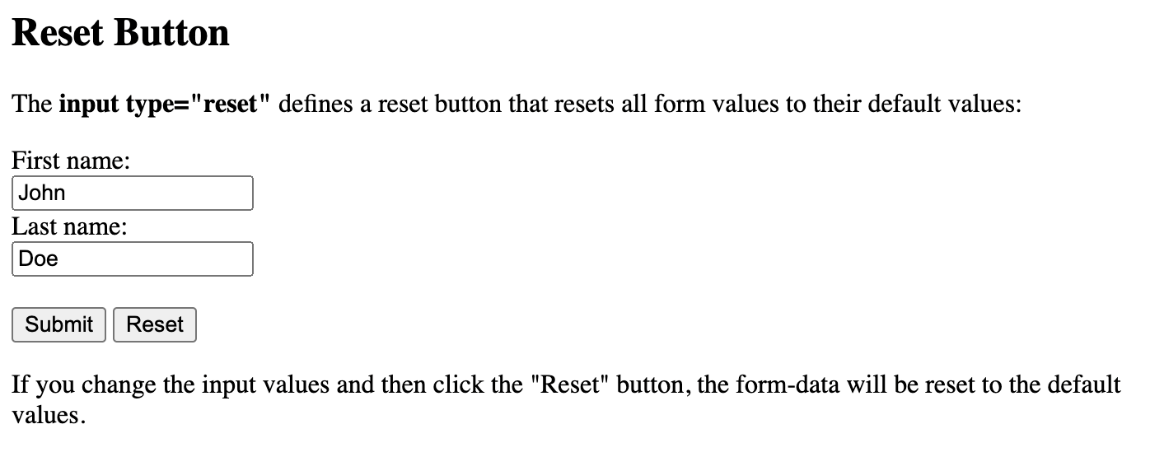 Reset Button
The input type="reset" defines a reset button that resets all form values to their default values:
First name:
John
Last name:
Doe
Submit Reset
If you change the input values and then click the "Reset" button, the form-data will be reset to the default
values.